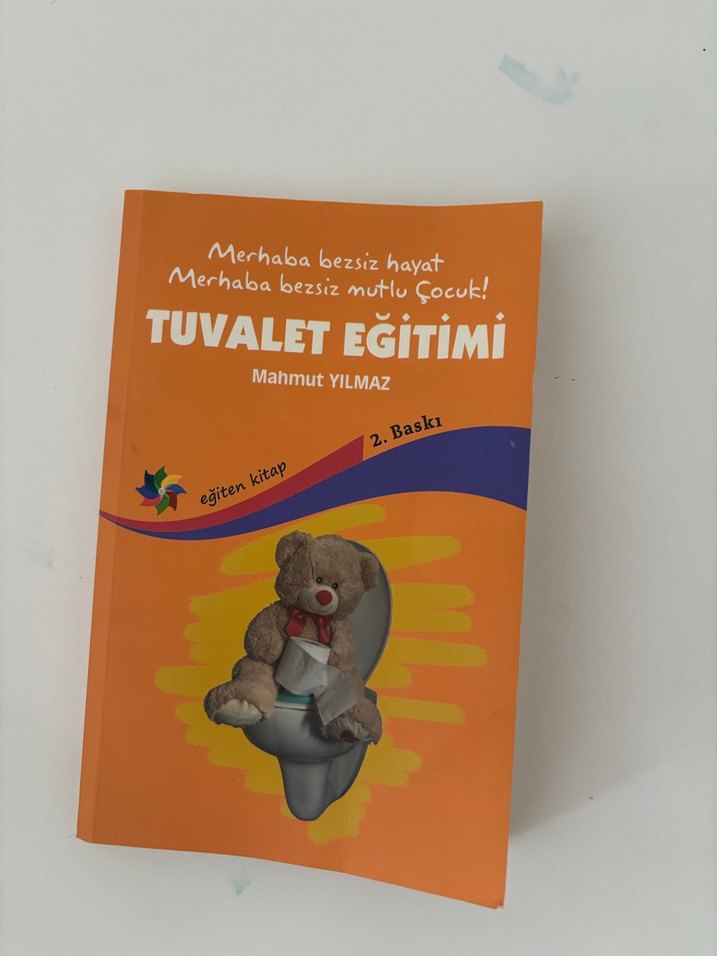 Merhaba bezsiz hayat
Merhaba bezsiz mutlu Çocuk!
TUVALET EĞİTİMİ
Mahmut YILMAZ
2. Baskı
eğiten kitap